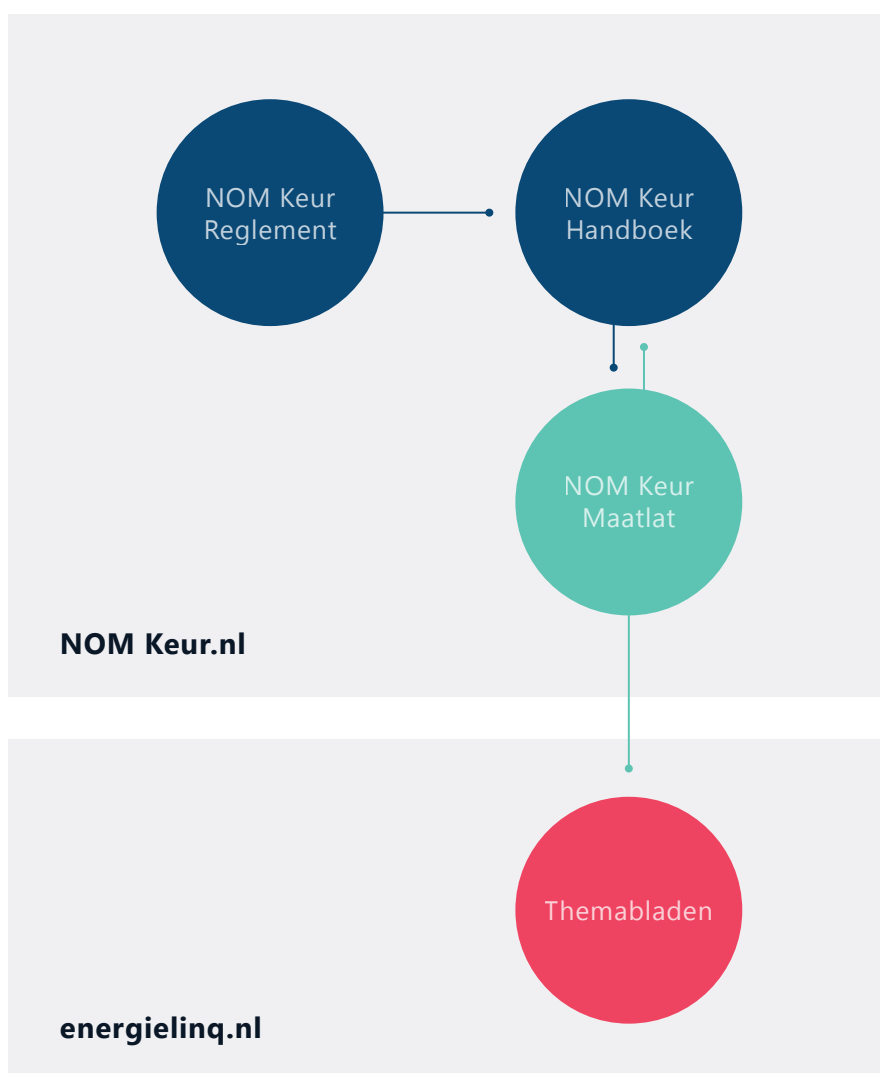 NOM Keur
Reglement
NOM Keur
Handboek
NOM Keur
Maatlat
NOM Keur.nl
Themabladen
energielinq.nl